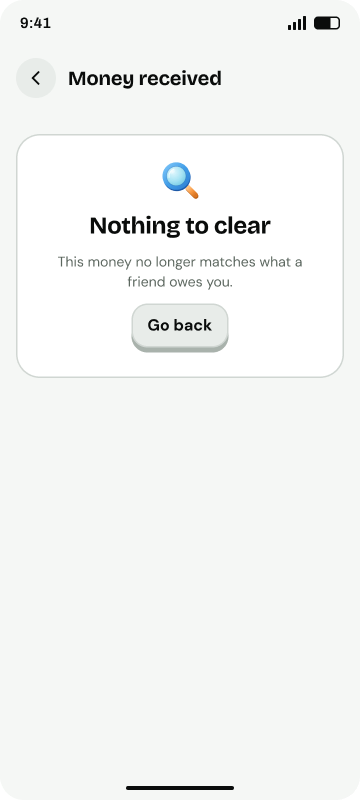 9:41
Money received
Nothing to clear
This money no longer matches what a
friend owes you.
Go back